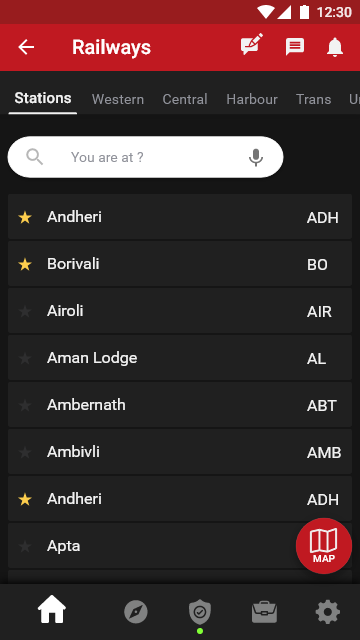 12:30
Railways
Stations Western Central Harbour Trans
You are at ?
Andheri ADH
Borivali BO
Airoli AIR
Aman Lodge AL
Ambernath ABT
Ambivli AMB
Andheri ADH
Apta
MAP